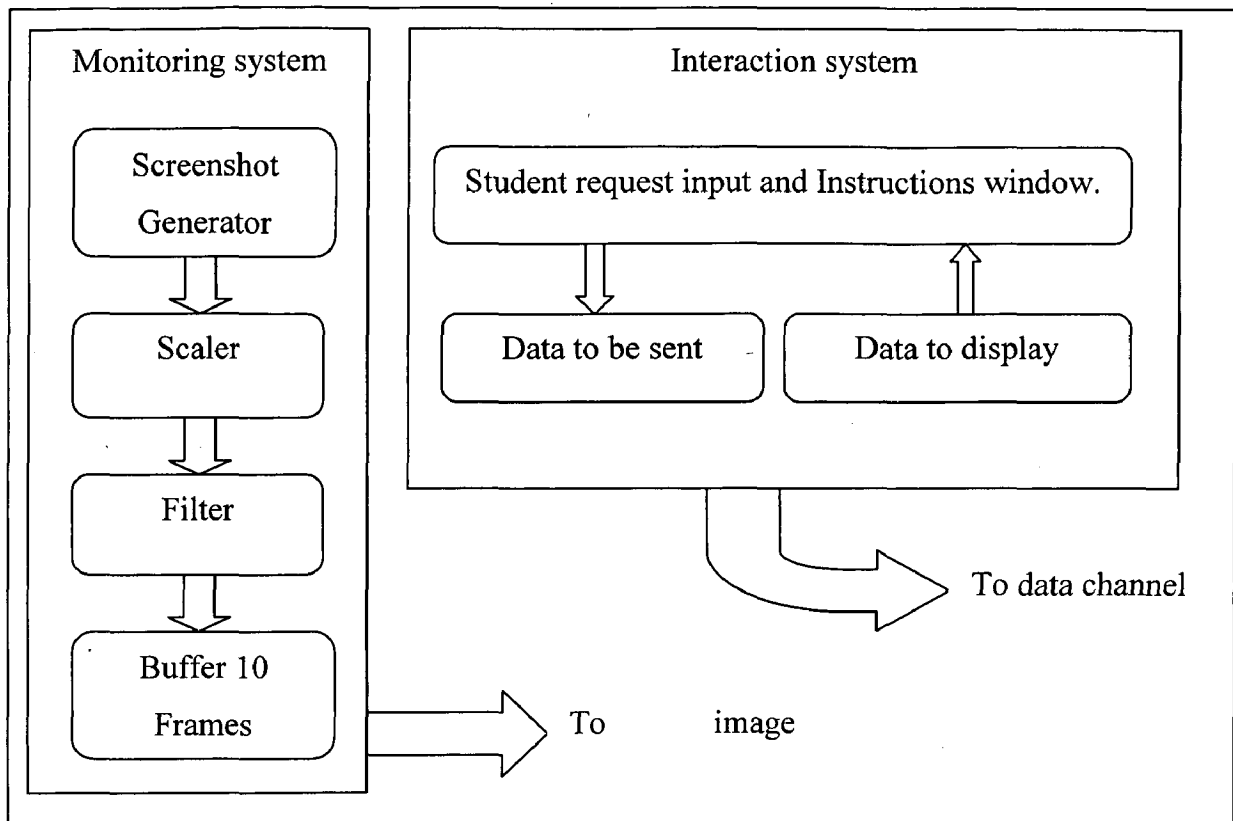 Monitoring system
Screenshot
Generator
Scaler
Filter
Buffer 10
Frames
Interaction system
Student request input and Instructions window.
Data to be sent
Data to display
To data channel
To image